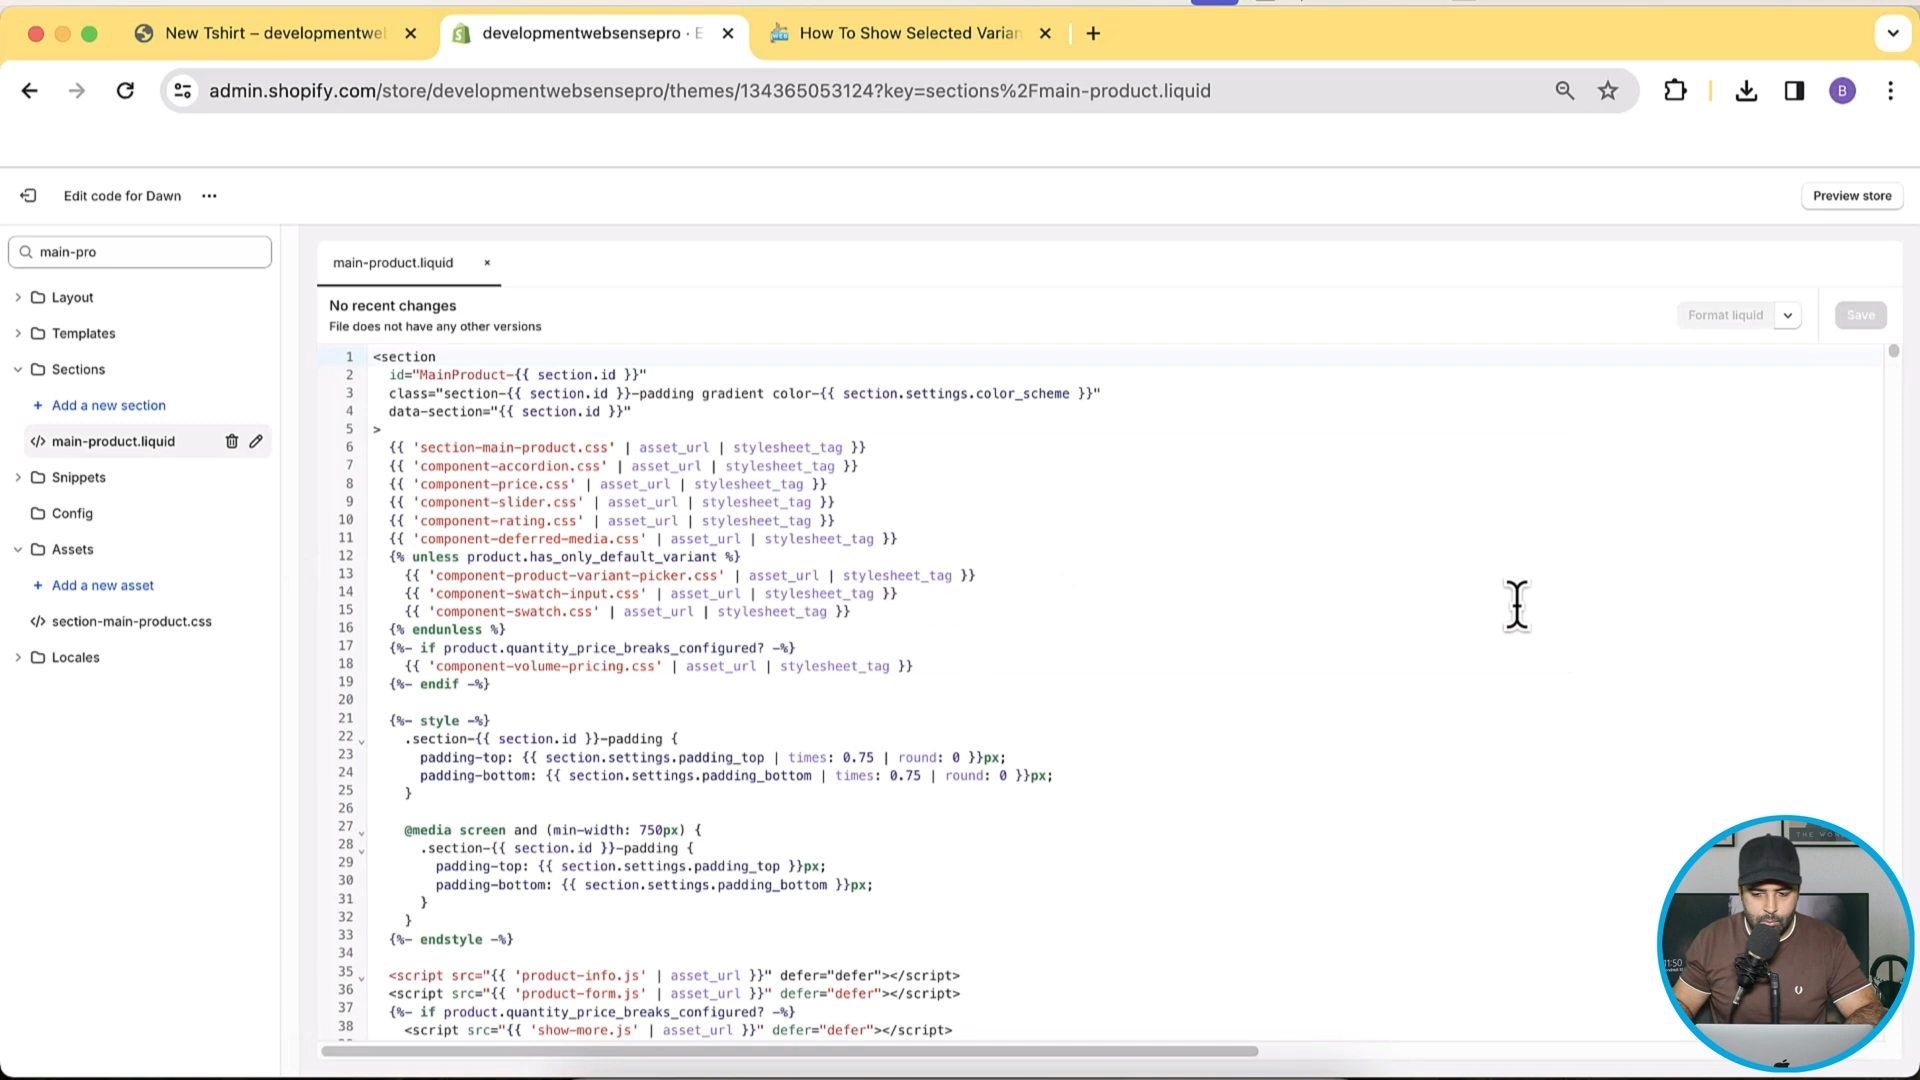 New Tshirt – developmentwe
developmentwebsensepro · E
How To Show Selected Varian
admin.shopify.com/store/developmentwebsensepro/themes/134365053124?key=sections%2Fmain-product.liquid
B
Edit code for Dawn
Preview store
main-pro
Layout
Templates
Sections
+ Add a new section
main-product.liquid
Snippets
Config
Assets
+ Add a new asset
section-main-product.css
Locales
main-product.liquid
No recent changes
File does not have any other versions
Format liquid
Save
1 <section
2 id="MainProduct-{{ section.id }}"
3 class="section-{{ section.id }}-padding gradient color-{{ section.settings.color_scheme }}"
4 data-section="{{ section.id }}"
5 >
6 {{ 'section-main-product.css' | asset_url | stylesheet_tag }}
7 {{ 'component-accordion.css' | asset_url | stylesheet_tag }}
8 {{ 'component-price.css' | asset_url | stylesheet_tag }}
9 {{ 'component-slider.css' | asset_url | stylesheet_tag }}
10 {{ 'component-rating.css' | asset_url | stylesheet_tag }}
11 {{ 'component-deferred-media.css' | asset_url | stylesheet_tag }}
12 {% unless product.has_only_default_variant %}
13 {{ 'component-product-variant-picker.css' | asset_url | stylesheet_tag }}
14 {{ 'component-swatch-input.css' | asset_url | stylesheet_tag }}
15 {{ 'component-swatch.css' | asset_url | stylesheet_tag }}
16 {% endunless %}
17 {%- if product.quantity_price_breaks_configured? -%}
18 {{ 'component-volume-pricing.css' | asset_url | stylesheet_tag }}
19 {%- endif -%}
20
21 {%- style -%}
22 .section-{{ section.id }}-padding {
23 padding-top: {{ section.settings.padding_top | times: 0.75 | round: 0 }}px;
24 padding-bottom: {{ section.settings.padding_bottom | times: 0.75 | round: 0 }}px;
25 }
26
27 @media screen and (min-width: 750px) {
28 .section-{{ section.id }}-padding {
29 padding-top: {{ section.settings.padding_top }}px;
30 padding-bottom: {{ section.settings.padding_bottom }}px;
31 }
32 }
33 {%- endstyle -%}
34
35 <script src="{{ 'product-info.js' | asset_url }}" defer="defer"></script>
36 <script src="{{ 'product-form.js' | asset_url }}" defer="defer"></script>
37 {%- if product.quantity_price_breaks_configured? -%}
38 <script src="{{ 'show-more.js' | asset_url }}" defer="defer"></script>
THE WOR
11:50